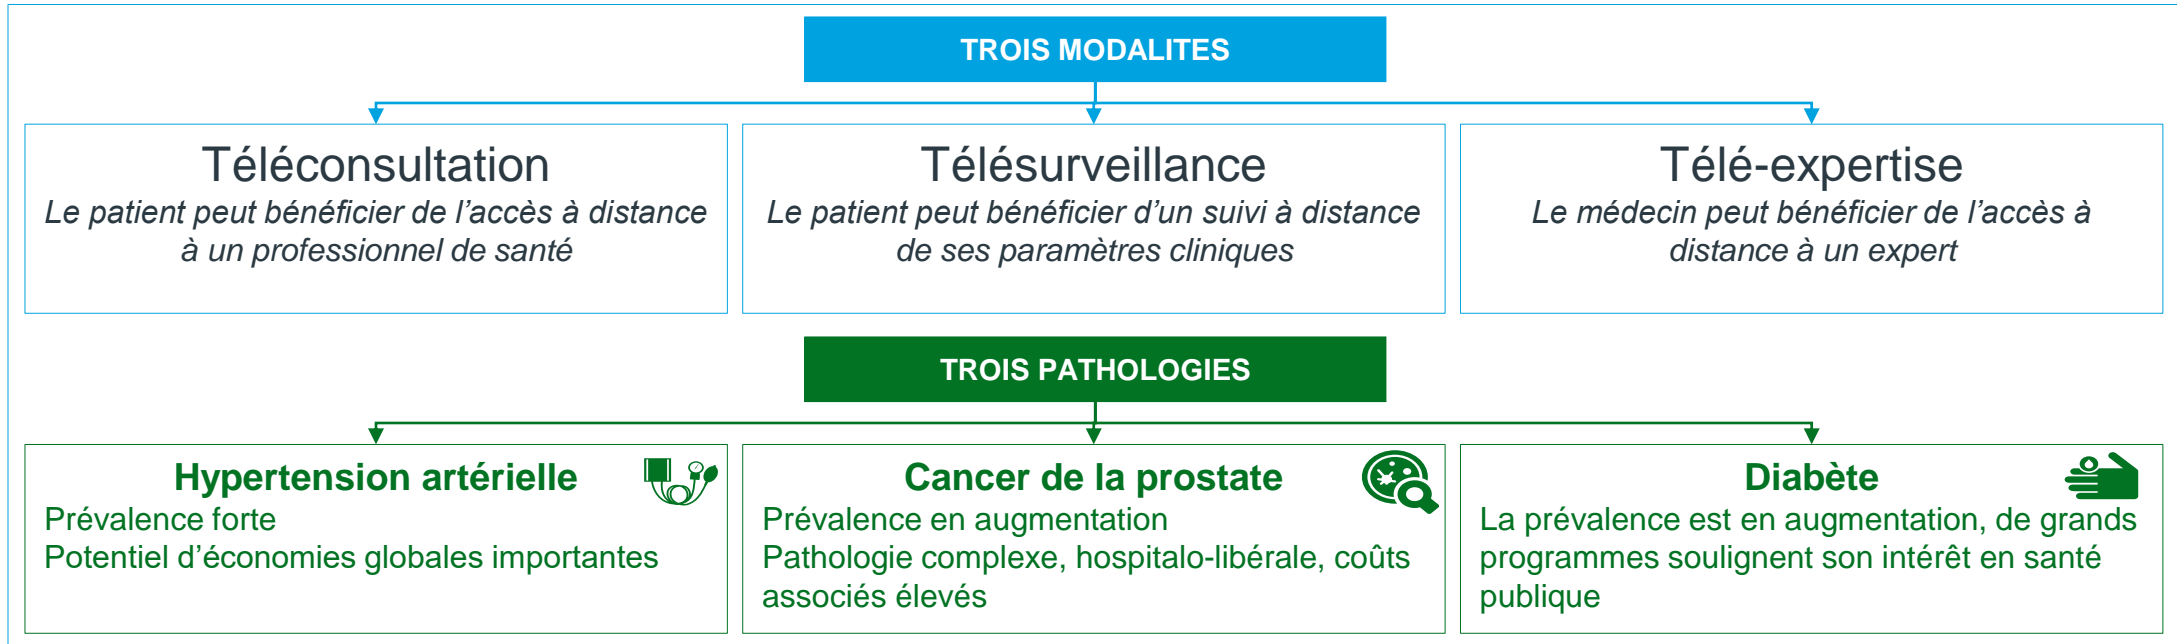 TROIS MODALITES
Téléconsultation
Le patient peut bénéficier de l’accès à distance
à un professionnel de santé
Télésurveillance
Le patient peut bénéficier d’un suivi à distance
de ses paramètres cliniques
Télé-expertise
Le médecin peut bénéficier de l’accès à
distance à un expert
TROIS PATHOLOGIES
Hypertension artérielle
Prévalence forte
Potentiel d’économies globales importantes
Cancer de la prostate
Prévalence en augmentation
Pathologie complexe, hospitalo-libérale, coûts
associés élevés
Diabète
La prévalence est en augmentation, de grands
programmes soulignent son intérêt en santé
publique